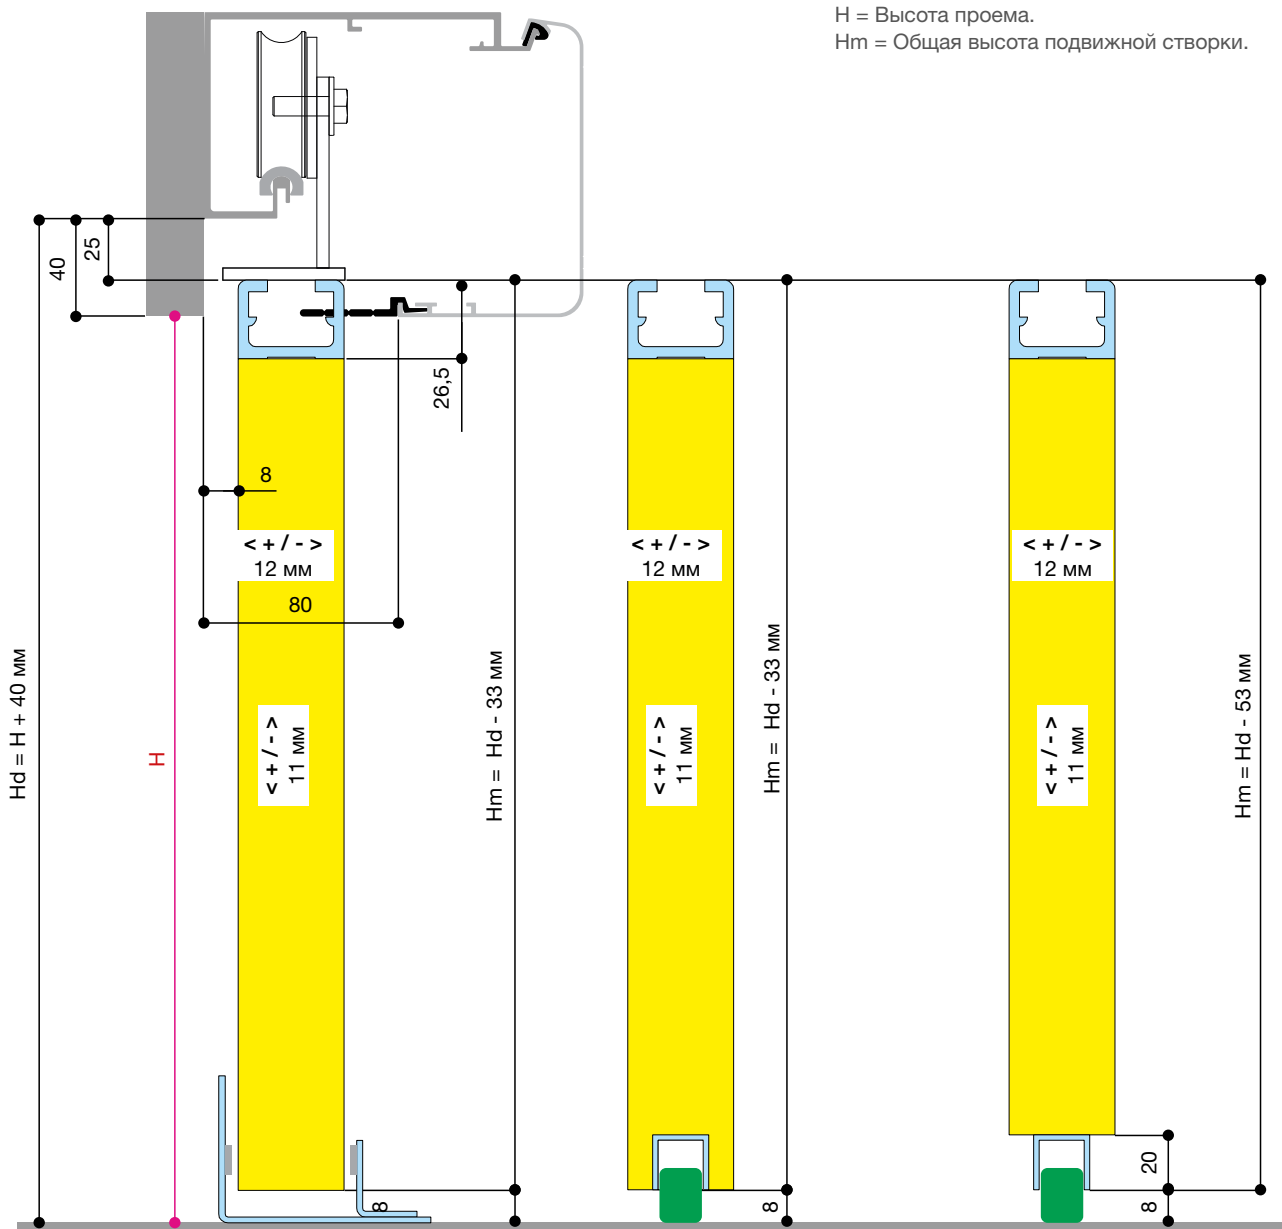 H = Высота проема.
Hm = Общая высота подвижной створки.
40
25
26,5
8
< + / - >
12 мм
80
< + / - >
12 мм
< + / - >
12 мм
Hd = H + 40 мм
H
< + / - >
11 мм
Hm = Hd - 33 мм
< + / - >
11 мм
Hm = Hd - 33 мм
< + / - >
11 мм
Hm = Hd - 53 мм
20
8
8
8